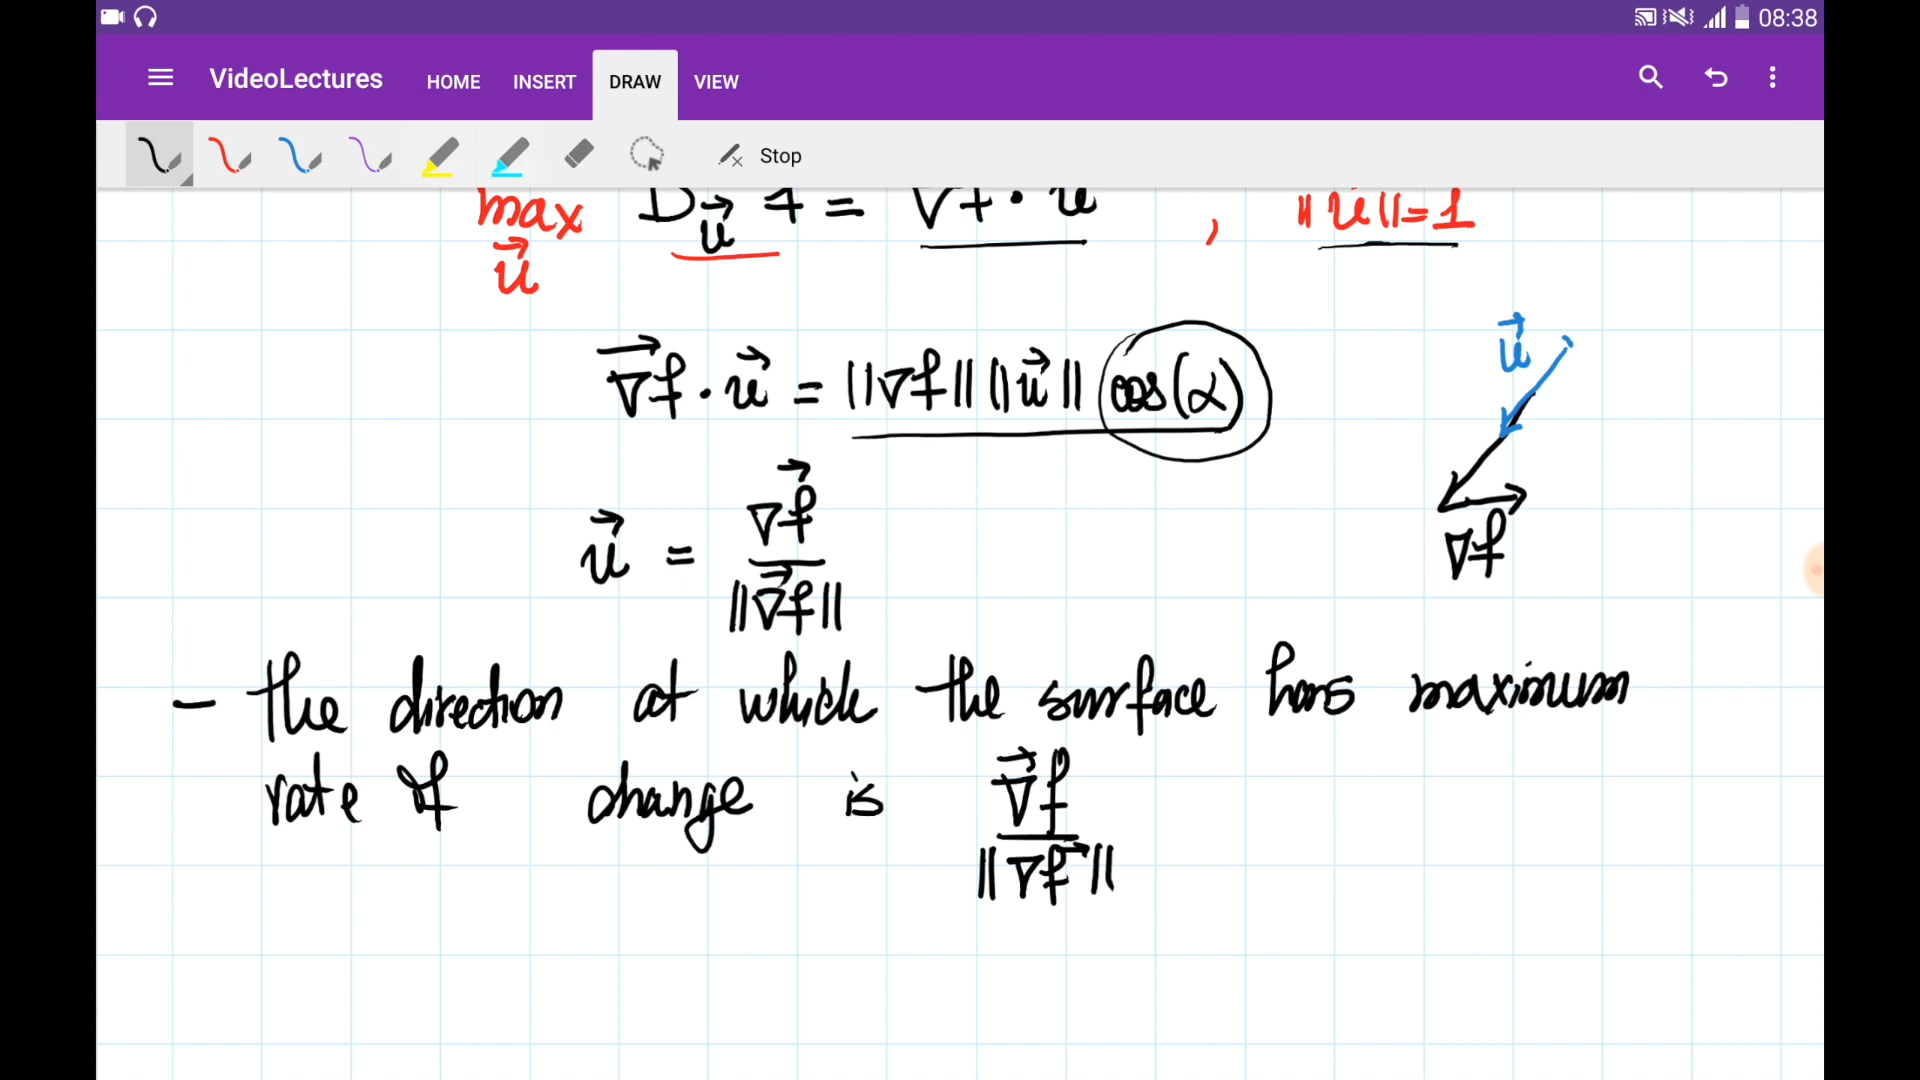 08:38
VideoLectures HOME INSERT DRAW VIEW
Stop
max D_u⃗ f = ∇f · u⃗ , ‖u⃗‖=1
u⃗
∇⃗f · u⃗ = ‖∇f‖ ‖u⃗‖ cos(α)
u⃗
u⃗ = ∇f⃗ / ‖∇⃗f‖
∇f⃗
- the direction at which the surface has maximum
rate of change is ∇⃗f / ‖∇f⃗‖